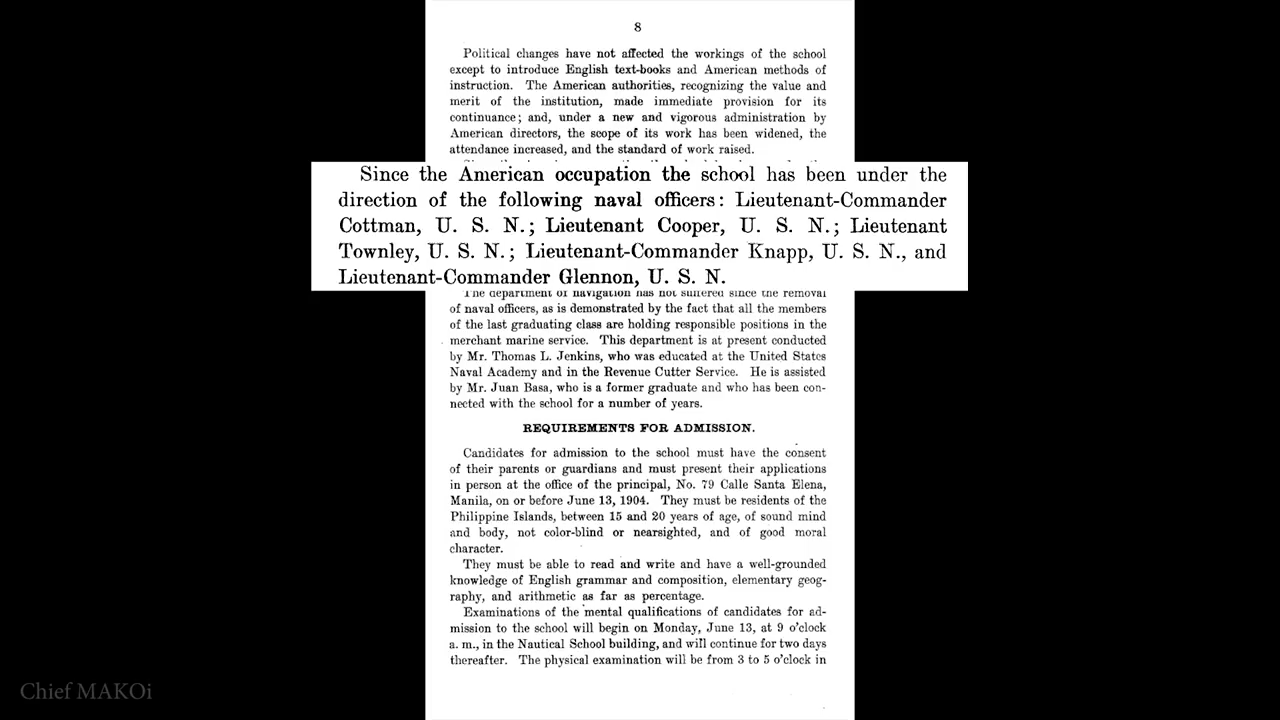 8
Political changes have not affected the workings of the school
except to introduce English text-books and American methods of
instruction. The American authorities, recognizing the value and
merit of the institution, made immediate provision for its
continuance; and, under a new and vigorous administration by
American directors, the scope of its work has been widened, the
attendance increased, and the standard of work raised.
Since the American occupation the school has been under the
direction of the following naval officers: Lieutenant-Commander
Cottman, U. S. N.; Lieutenant Cooper, U. S. N.; Lieutenant
Townley, U. S. N.; Lieutenant-Commander Knapp, U. S. N., and
Lieutenant-Commander Glennon, U. S. N.
The department of navigation has not suffered since the removal
of naval officers, as is demonstrated by the fact that all the members
of the last graduating class are holding responsible positions in the
merchant marine service. This department is at present conducted
by Mr. Thomas L. Jenkins, who was educated at the United States
Naval Academy and in the Revenue Cutter Service. He is assisted
by Mr. Juan Basa, who is a former graduate and who has been con-
nected with the school for a number of years.
REQUIREMENTS FOR ADMISSION.
Candidates for admission to the school must have the consent
of their parents or guardians and must present their applications
in person at the office of the principal, No. 79 Calle Santa Elena,
Manila, on or before June 13, 1904. They must be residents of the
Philippine Islands, between 15 and 20 years of age, of sound mind
and body, not color-blind or nearsighted, and of good moral
character.
They must be able to read and write and have a well-grounded
knowledge of English grammar and composition, elementary geog-
raphy, and arithmetic as far as percentage.
Examinations of the mental qualifications of candidates for ad-
mission to the school will begin on Monday, June 13, at 9 o'clock
a. m., in the Nautical School building, and will continue for two days
thereafter. The physical examination will be from 3 to 5 o'clock in
Chief MAKOi